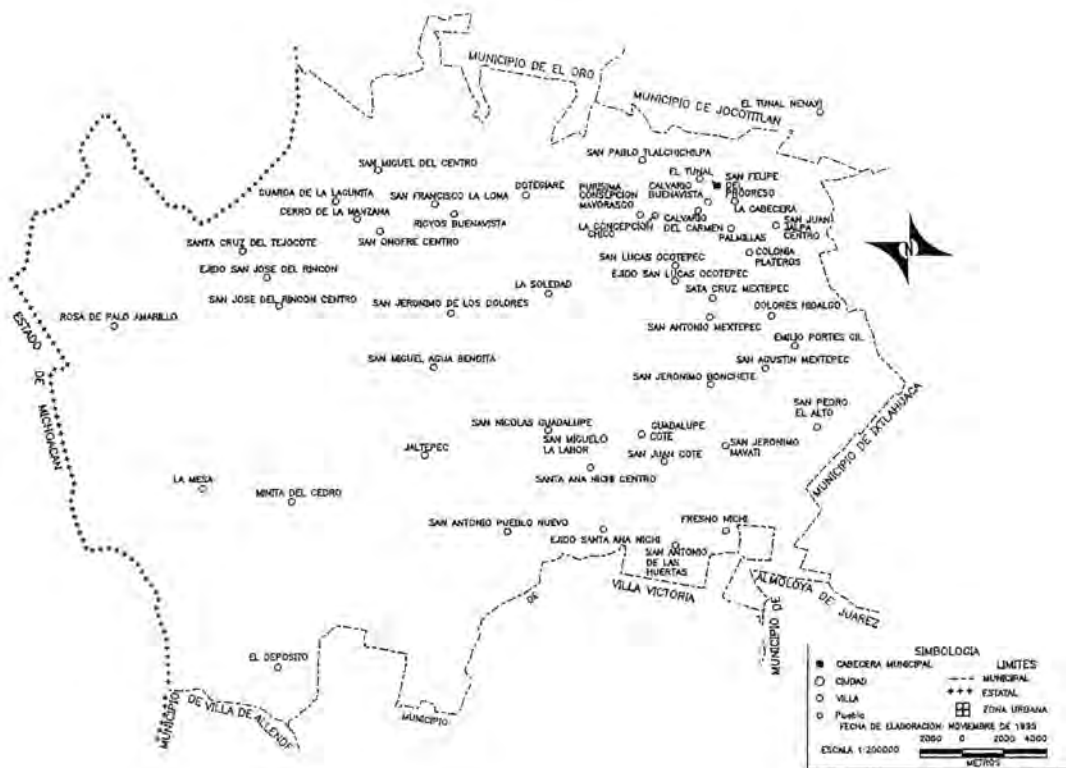 MUNICIPIO DE EL ORO
MUNICIPIO DE JOCOTITLAN
EL TUNAL NENAXI
SAN PABLO TLALCHICHILPA
SAN MIGUEL DEL CENTRO
EL TUNAL
SAN FELIPE
DEL
PROGRESO
GUARDA DE LA LAGUNITA
SAN FRANCISCO LA LOMA
DOTEGIARE
PURISIMA
CONSEPCION
MAYORASGO
CALVARIO
BUENAVISTA
LA CABECERA
CERRO DE LA MANZANA
RIOYOS BUENAVISTA
LA CONCEPCION
CHICO
CALVARIO
DEL CARMEN
SAN JUAN
JALPA
CENTRO
PALMILLAS
SANTA CRUZ DEL TEJOCOTE
SAN ONOFRE CENTRO
COLONIA
PLATEROS
SAN LUCAS OCOTEPEC
EJIDO SAN JOSE DEL RINCON
EJIDO SAN LUCAS OCOTEPEC
N
LA SOLEDAD
SATA CRUZ MEXTEPEC
SAN JOSE DEL RINCON CENTRO
SAN JERONIMO DE LOS DOLORES
DOLORES HIDALGO
ROSA DE PALO AMARILLO
SAN ANTONIO MEXTEPEC
EMILIO PORTES GIL
ESTADO DE MICHOACAN
SAN MIGUEL AGUA BENDITA
SAN AGUSTIN MEXTEPEC
SAN JERONIMO BONCHETE
SAN PEDRO
EL ALTO
MUNICIPIO DE IXTLAHUACA
SAN NICOLAS GUADALUPE
GUADALUPE
COTE
SAN MIGUELO
LA LABOR
JALTEPEC
SAN JUAN COTE
SAN JERONIMO
MAVATI
SANTA ANA NICHI CENTRO
LA MESA
MINITA DEL CEDRO
SAN ANTONIO PUEBLO NUEVO
FRESNO NICHI
EJIDO SANTA ANA NICHI
SAN ANTONIO
DE LAS
HUERTAS
MUNICIPIO DE VILLA VICTORIA
MUNICIPIO DE ALMOLOYA DE JUAREZ
EL DEPOSITO
MUNICIPIO DE VILLA DE ALLENDE
SIMBOLOGIA
CABECERA MUNICIPAL
CIUDAD
VILLA
Pueblo
LIMITES
MUNICIPAL
ESTATAL
ZONA URBANA
FECHA DE ELABORACION: NOVIEMBRE DE 1995
ESCALA 1:200000
2000 0 2000 4000
METROS